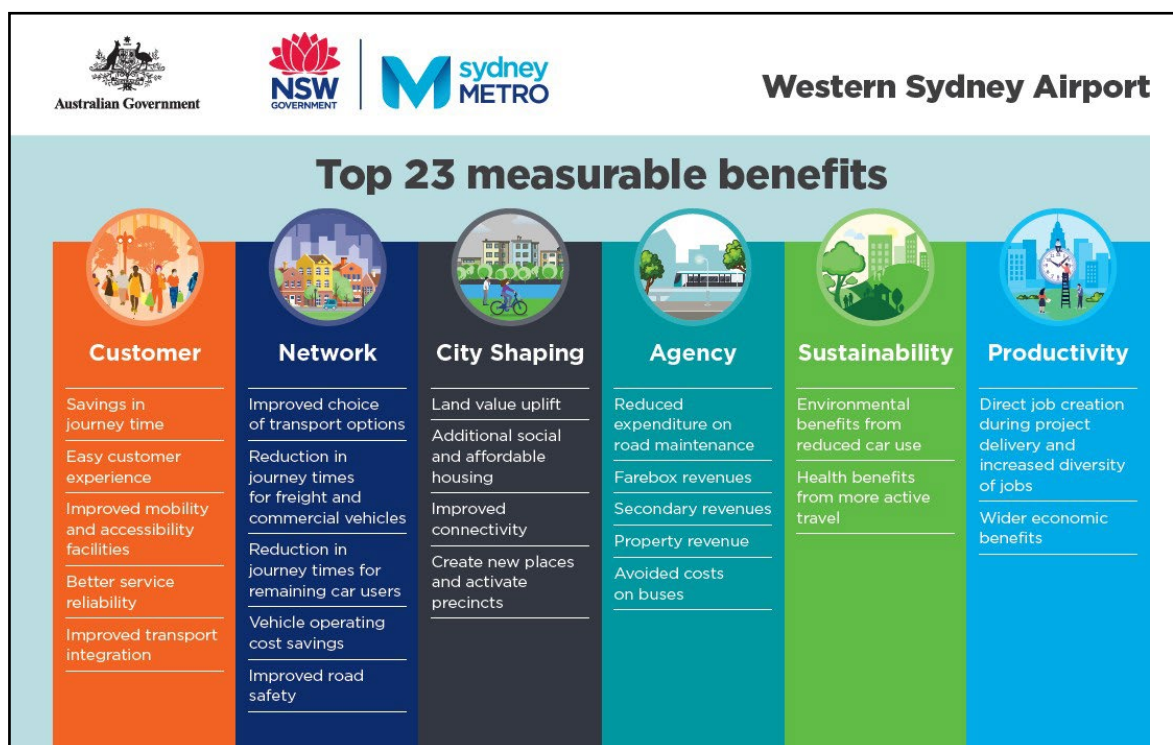 Australian Government
NSW
GOVERNMENT
sydney
METRO
Western Sydney Airport
Top 23 measurable benefits
Customer
Savings in
journey time
Easy customer
experience
Improved mobility
and accessibility
facilities
Better service
reliability
Improved transport
integration
Network
Improved choice
of transport options
Reduction in
journey times
for freight and
commercial vehicles
Reduction in
journey times for
remaining car users
Vehicle operating
cost savings
Improved road
safety
City Shaping
Land value uplift
Additional social
and affordable
housing
Improved
connectivity
Create new places
and activate
precincts
Agency
Reduced
expenditure on
road maintenance
Farebox revenues
Secondary revenues
Property revenue
Avoided costs
on buses
Sustainability
Environmental
benefits from
reduced car use
Health benefits
from more active
travel
Productivity
Direct job creation
during project
delivery and
increased diversity
of jobs
Wider economic
benefits